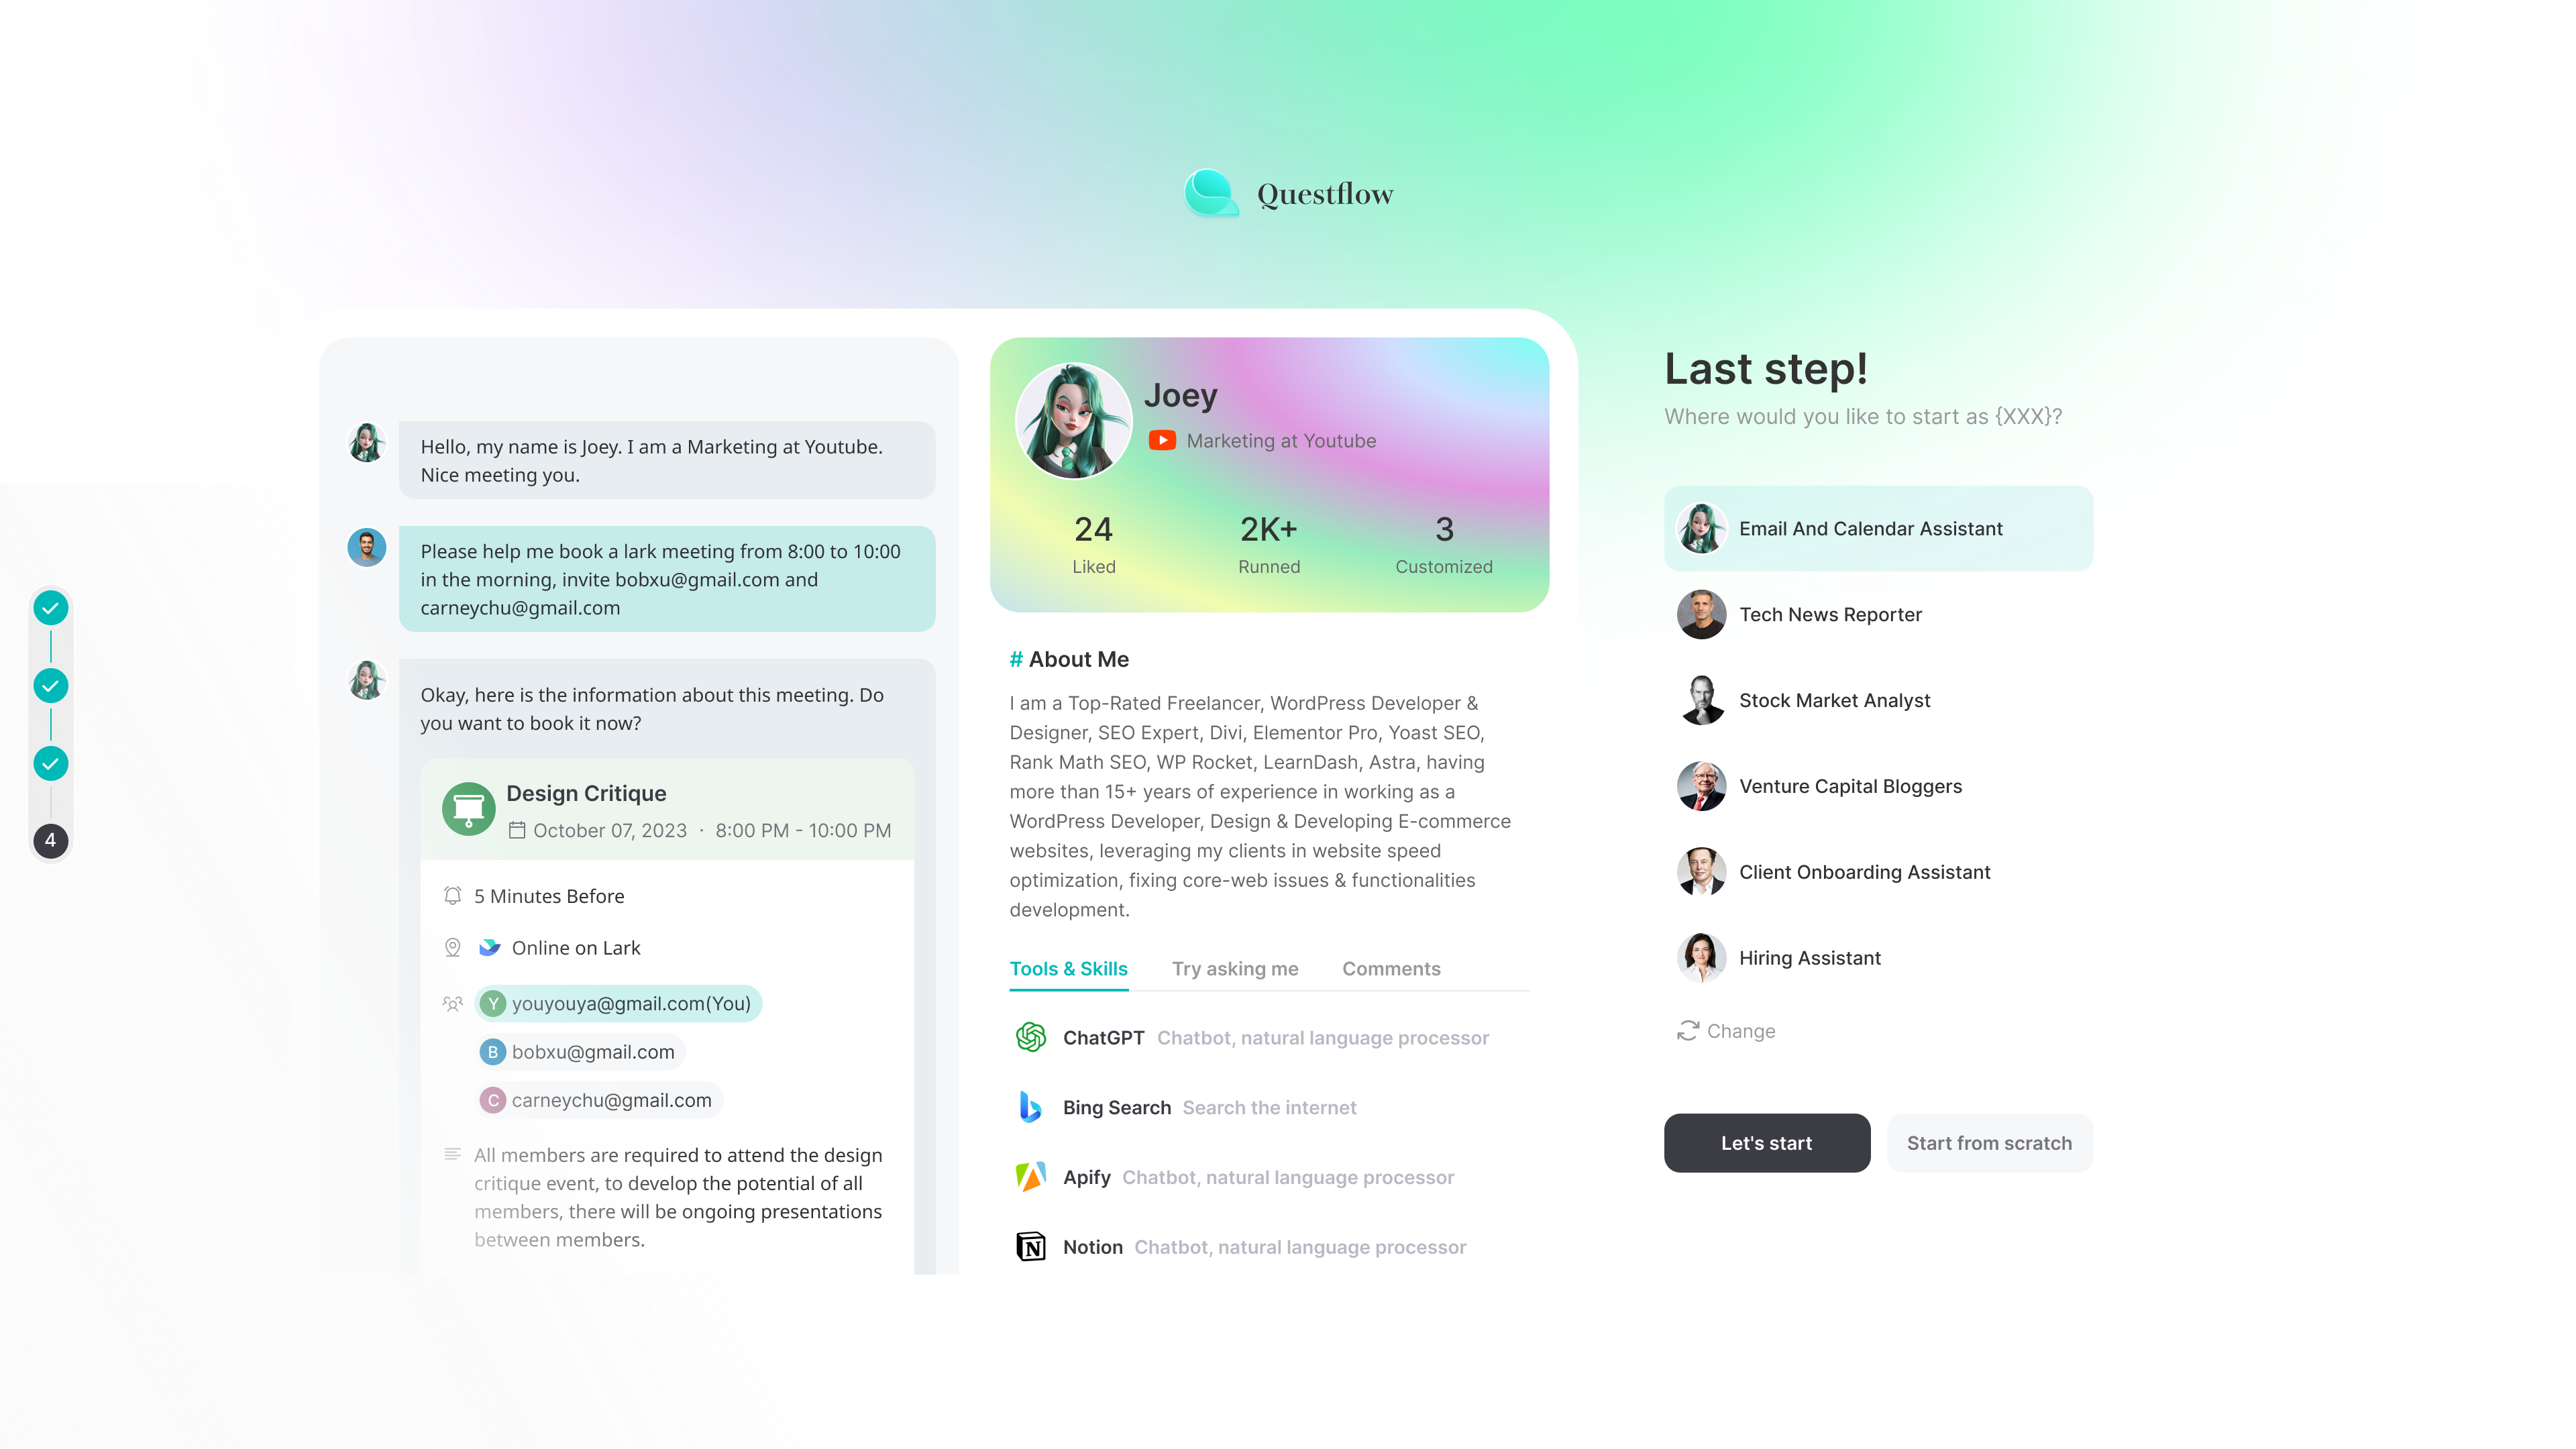 Questflow
4
Hello, my name is Joey. I am a Marketing at Youtube.
Nice meeting you.
Please help me book a lark meeting from 8:00 to 10:00
in the morning, invite bobxu@gmail.com and
carneychu@gmail.com
Okay, here is the information about this meeting. Do
you want to book it now?
Design Critique
October 07, 2023 · 8:00 PM - 10:00 PM
5 Minutes Before
Online on Lark
Y youyouya@gmail.com(You)
B bobxu@gmail.com
C carneychu@gmail.com
All members are required to attend the design
critique event, to develop the potential of all
members, there will be ongoing presentations
between members.
Joey
Marketing at Youtube
24 2K+ 3
Liked Runned Customized
# About Me
I am a Top-Rated Freelancer, WordPress Developer &
Designer, SEO Expert, Divi, Elementor Pro, Yoast SEO,
Rank Math SEO, WP Rocket, LearnDash, Astra, having
more than 15+ years of experience in working as a
WordPress Developer, Design & Developing E-commerce
websites, leveraging my clients in website speed
optimization, fixing core-web issues & functionalities
development.
Tools & Skills Try asking me Comments
ChatGPT Chatbot, natural language processor
Bing Search Search the internet
Apify Chatbot, natural language processor
Notion Chatbot, natural language processor
Last step!
Where would you like to start as {XXX}?
Email And Calendar Assistant
Tech News Reporter
Stock Market Analyst
Venture Capital Bloggers
Client Onboarding Assistant
Hiring Assistant
Change
Let's start Start from scratch